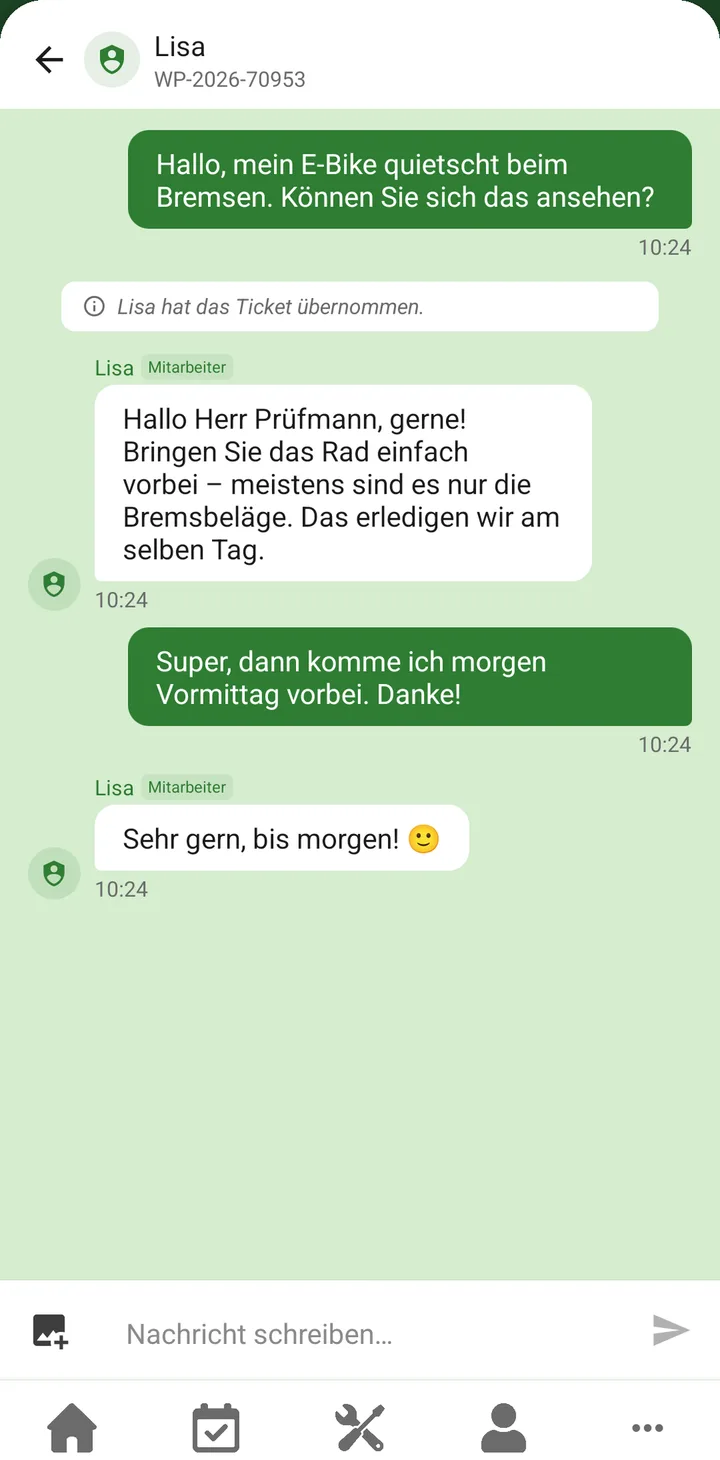 Lisa
WP-2026-70953
Hallo, mein E-Bike quietscht beim
Bremsen. Können Sie sich das ansehen?
10:24
Lisa hat das Ticket übernommen.
Lisa Mitarbeiter
Hallo Herr Prüfmann, gerne!
Bringen Sie das Rad einfach
vorbei – meistens sind es nur die
Bremsbeläge. Das erledigen wir am
selben Tag.
10:24
Super, dann komme ich morgen
Vormittag vorbei. Danke!
10:24
Lisa Mitarbeiter
Sehr gern, bis morgen! 🙂
10:24
Nachricht schreiben…